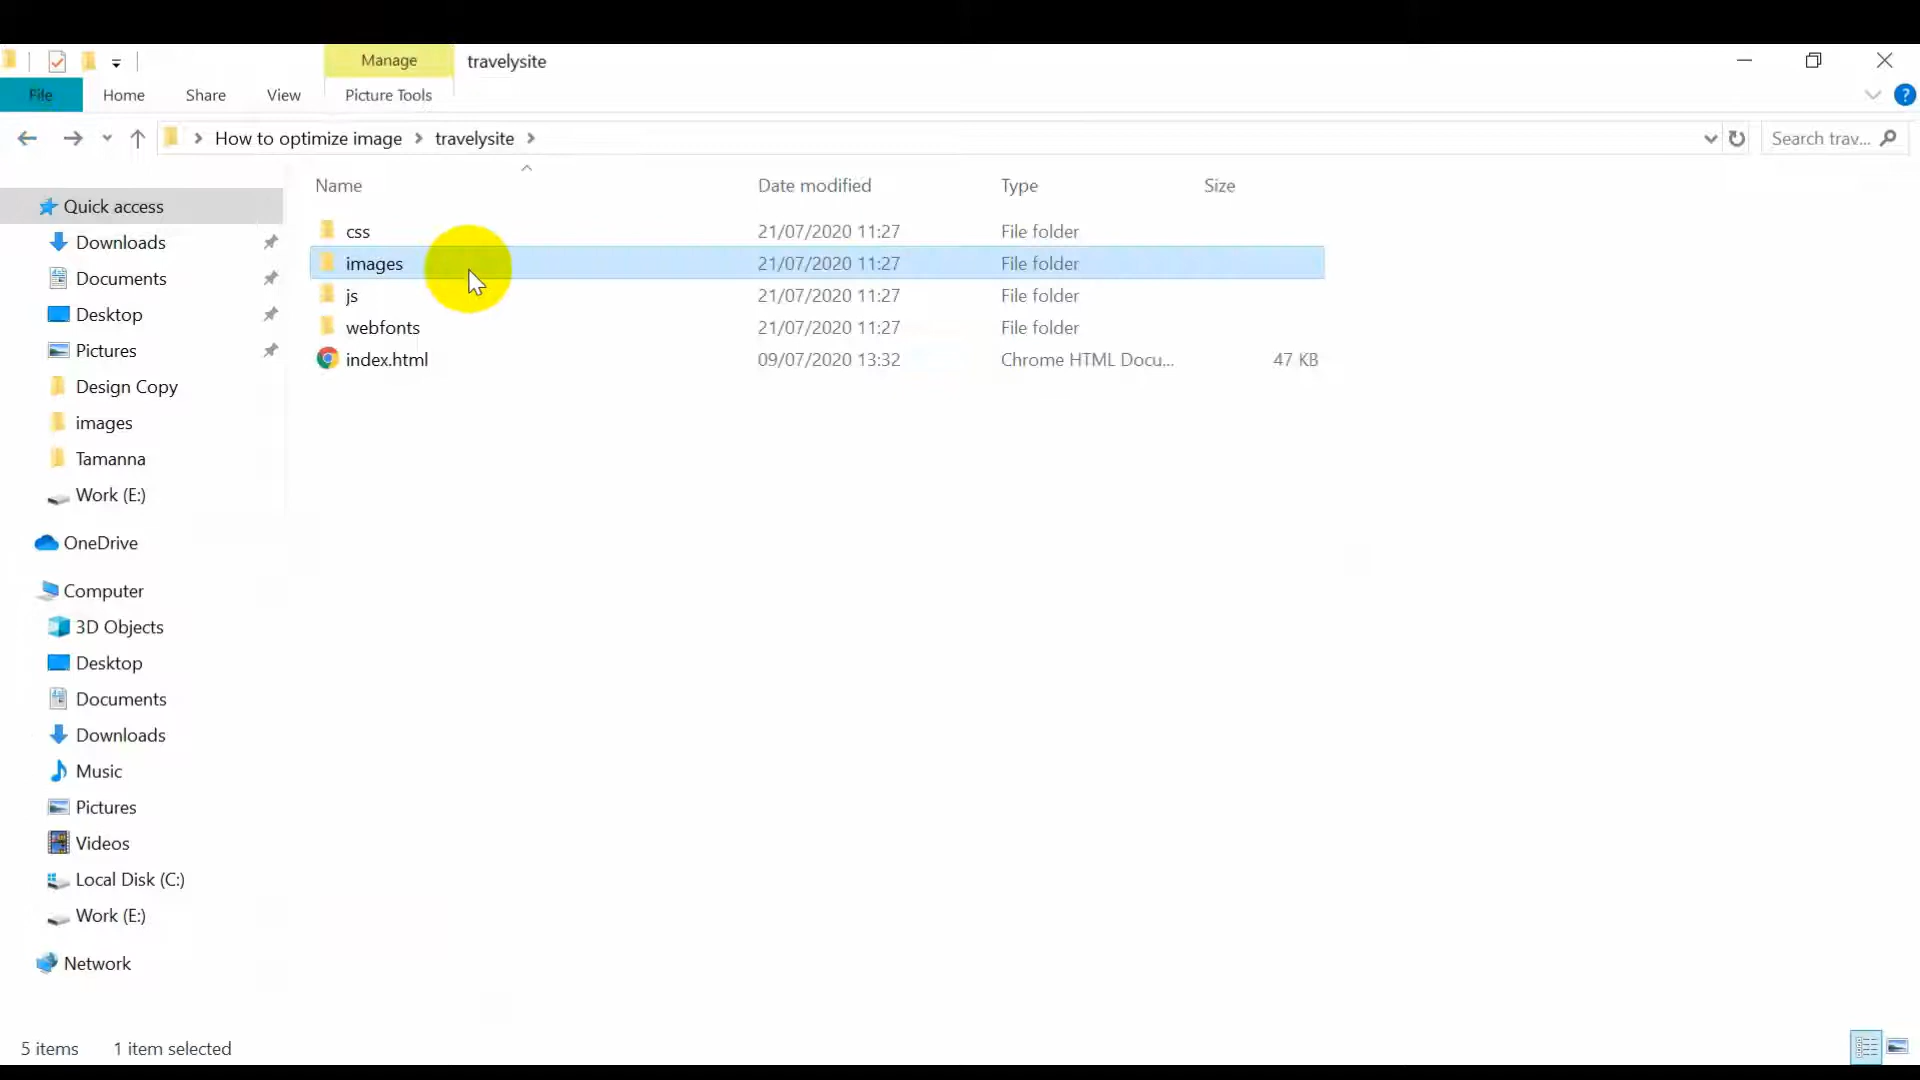 Manage
travelysite
File
Home
Share
View
Picture Tools
?
How to optimize image
travelysite
Search trav...
Name
Date modified
Type
Size
Quick access
Downloads
Documents
Desktop
Pictures
Design Copy
images
Tamanna
Work (E:)
OneDrive
Computer
3D Objects
Desktop
Documents
Downloads
Music
Pictures
Videos
Local Disk (C:)
Work (E:)
Network
css 21/07/2020 11:27 File folder
images 21/07/2020 11:27 File folder
js 21/07/2020 11:27 File folder
webfonts 21/07/2020 11:27 File folder
index.html 09/07/2020 13:32 Chrome HTML Docu... 47 KB
5 items 1 item selected